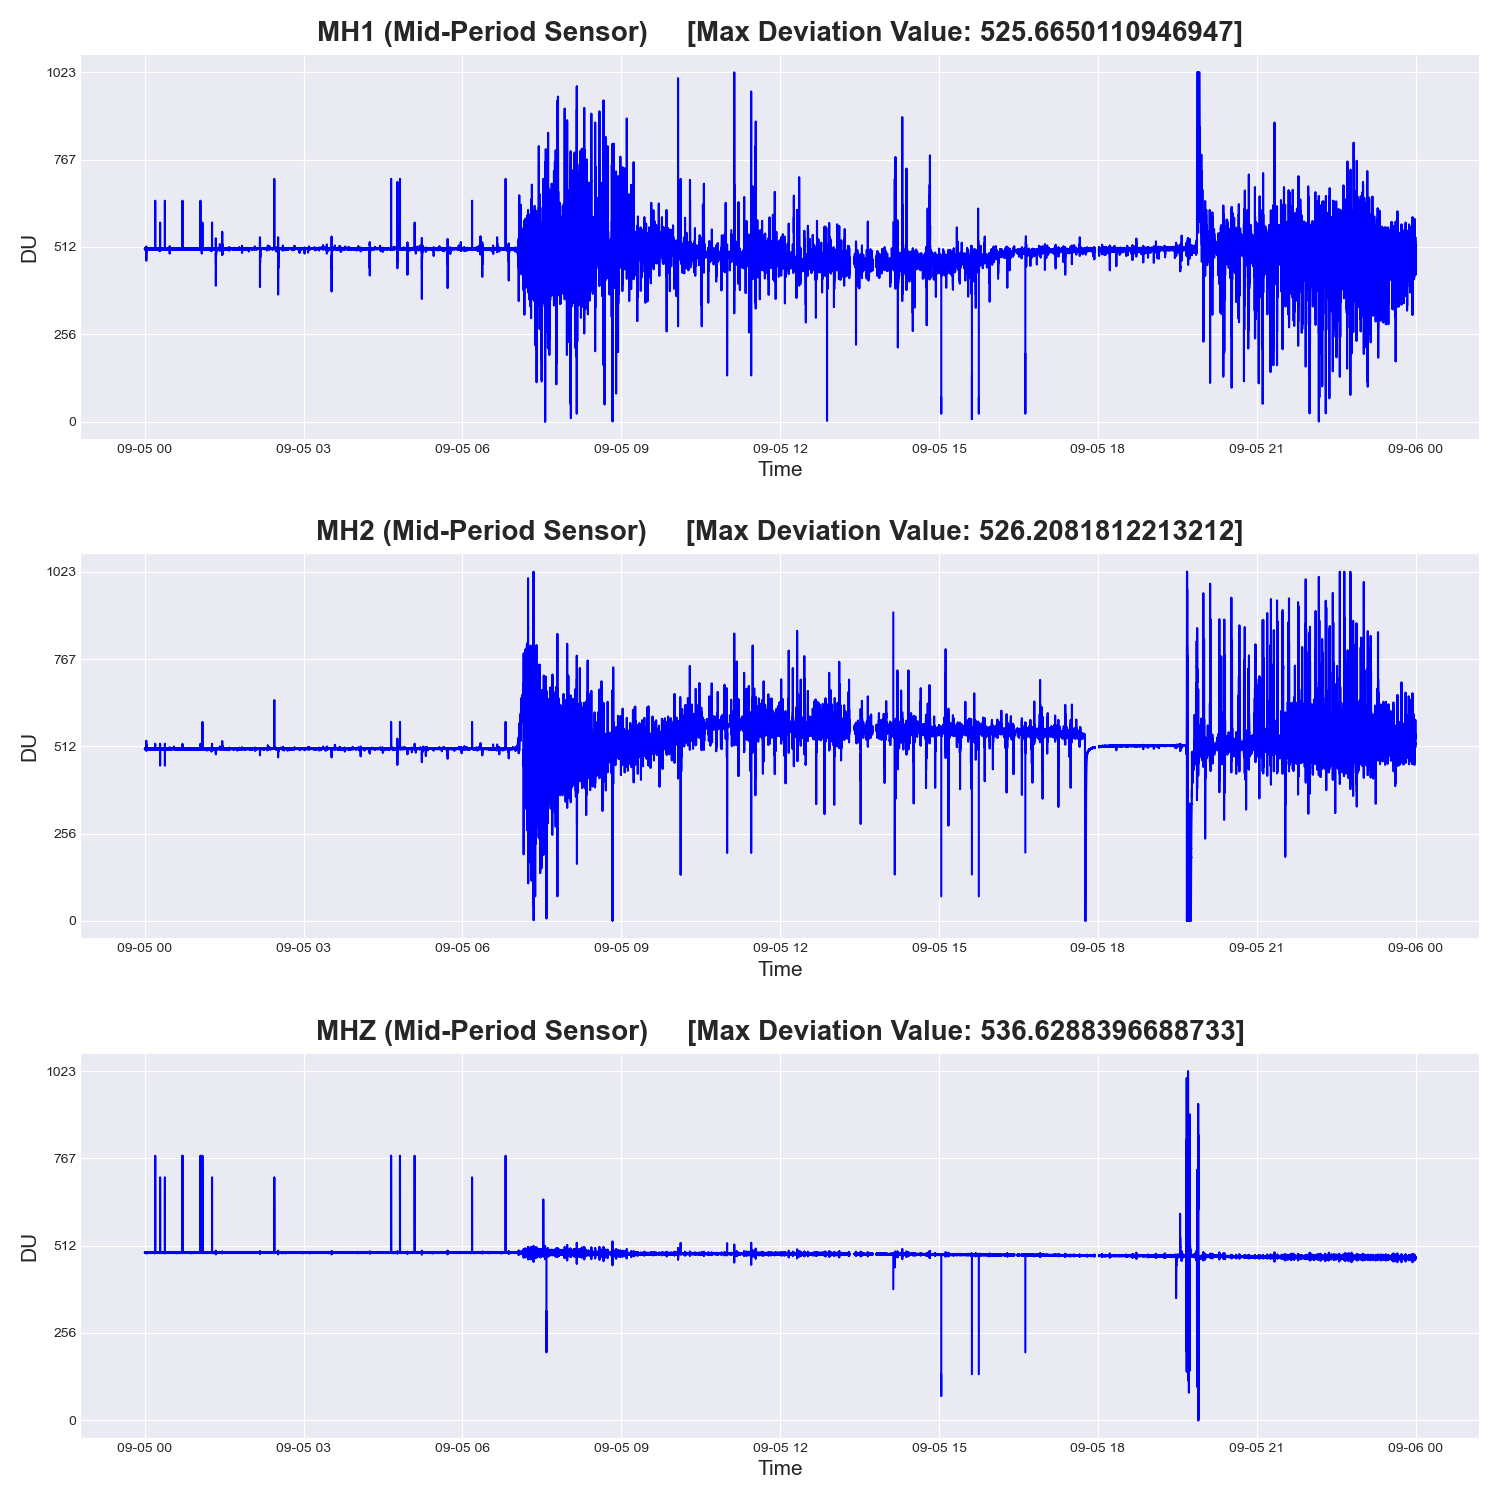 MH1 (Mid-Period Sensor) [Max Deviation Value: 525.6650110946947]
1023
767
512
256
0
DU
09-05 00 09-05 03 09-05 06 09-05 09 09-05 12 09-05 15 09-05 18 09-05 21 09-06 00
Time
MH2 (Mid-Period Sensor) [Max Deviation Value: 526.2081812213212]
1023
767
512
256
0
DU
09-05 00 09-05 03 09-05 06 09-05 09 09-05 12 09-05 15 09-05 18 09-05 21 09-06 00
Time
MHZ (Mid-Period Sensor) [Max Deviation Value: 536.6288396688733]
1023
767
512
256
0
DU
09-05 00 09-05 03 09-05 06 09-05 09 09-05 12 09-05 15 09-05 18 09-05 21 09-06 00
Time